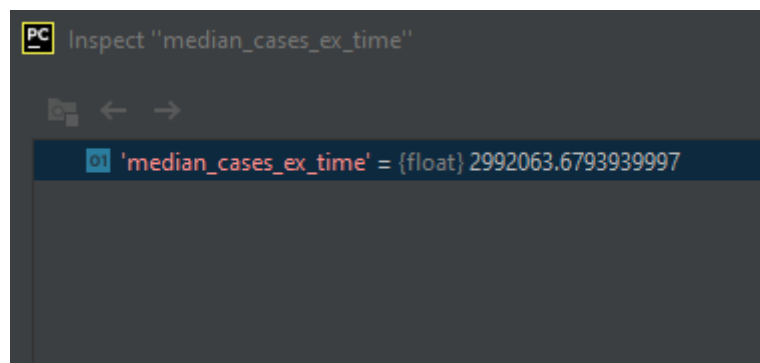 PC Inspect "median_cases_ex_time"
01 'median_cases_ex_time' = {float} 2992063.6793939997